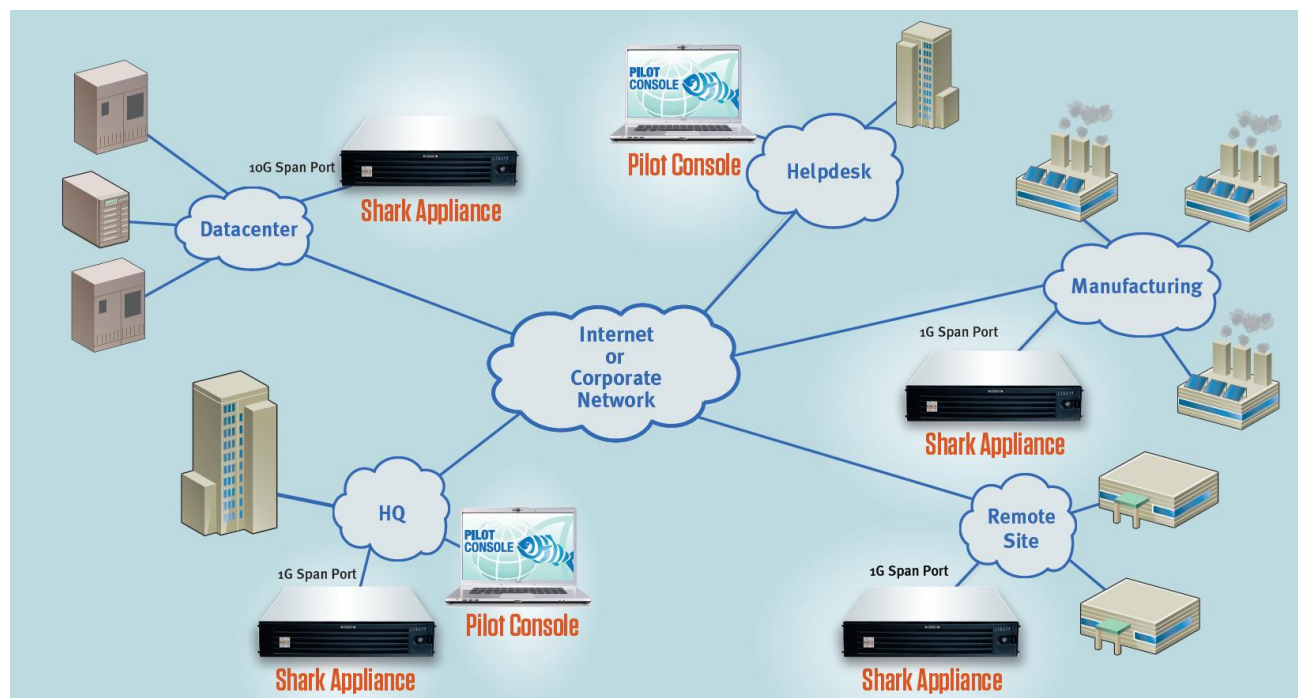 PILOT
CONSOLE
Pilot Console
Helpdesk
10G Span Port
Shark Appliance
Datacenter
Manufacturing
1G Span Port
Shark Appliance
Internet
or
Corporate
Network
HQ
PILOT
CONSOLE
Pilot Console
1G Span Port
Shark Appliance
Remote
Site
1G Span Port
Shark Appliance